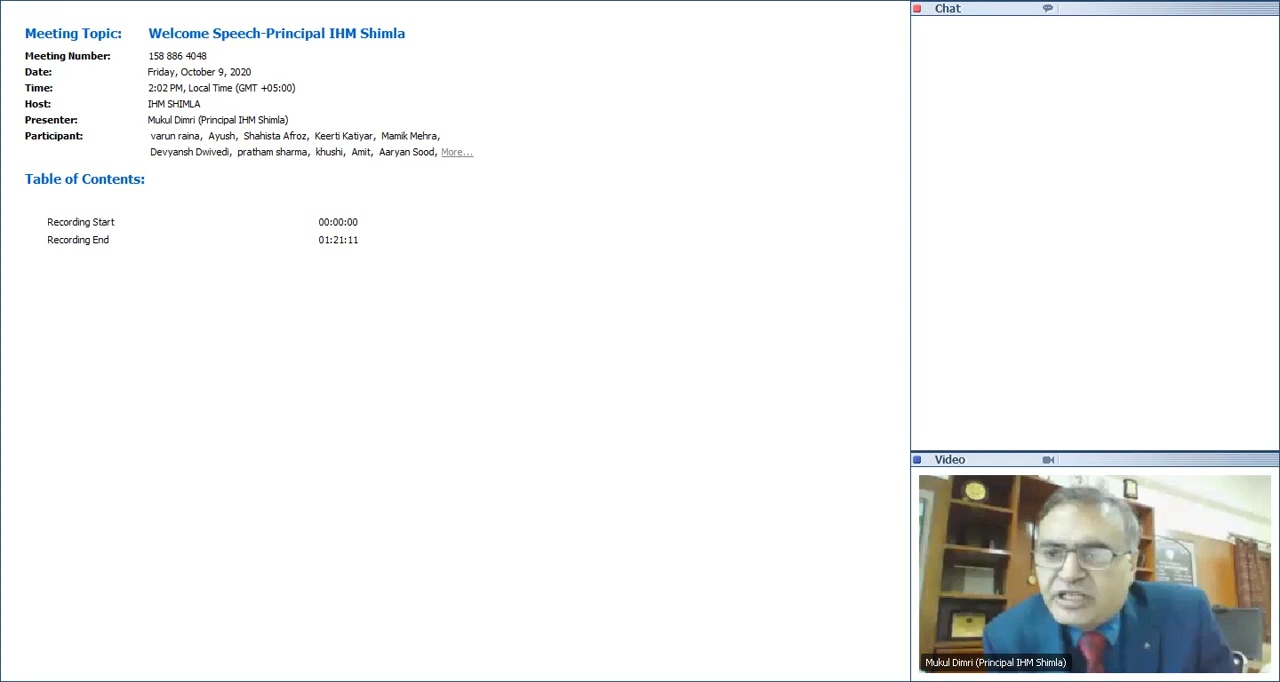 Meeting Topic: Welcome Speech-Principal IHM Shimla
Meeting Number: 158 886 4048
Date: Friday, October 9, 2020
Time: 2:02 PM, Local Time (GMT +05:00)
Host: IHM SHIMLA
Presenter: Mukul Dimri (Principal IHM Shimla)
Participant: varun raina, Ayush, Shahista Afroz, Keerti Katiyar, Mamik Mehra,
Devyansh Dwivedi, pratham sharma, khushi, Amit, Aaryan Sood, More...
Table of Contents:
Recording Start 00:00:00
Recording End 01:21:11
Chat
Video
Mukul Dimri (Principal IHM Shimla)